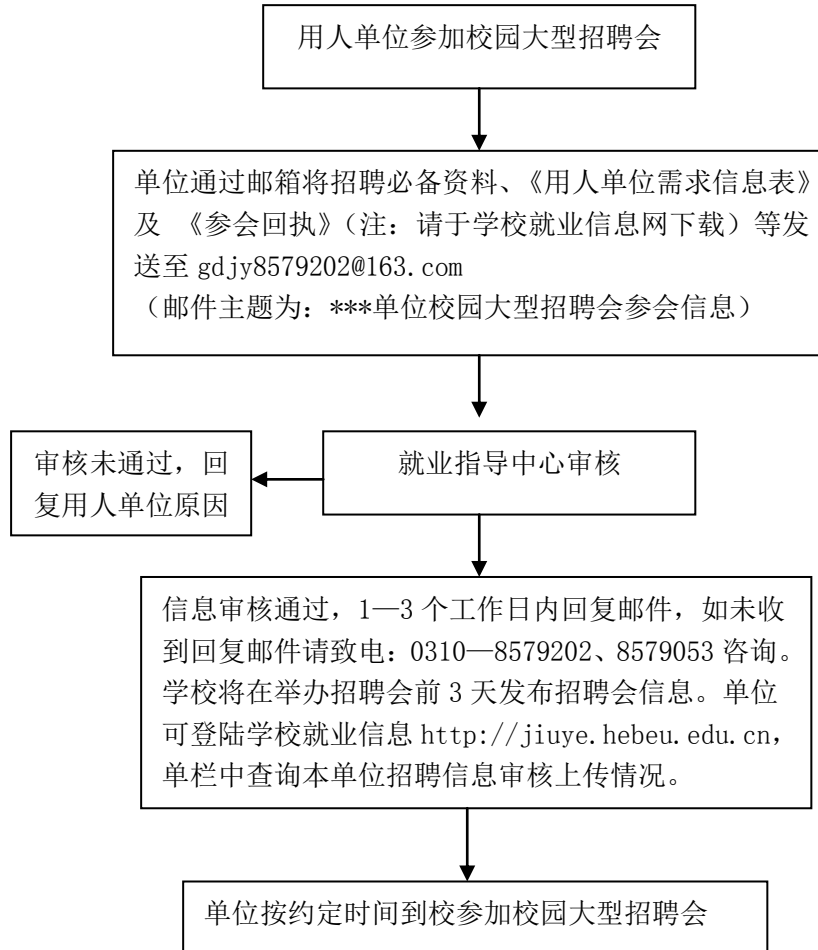 用人单位参加校园大型招聘会
单位通过邮箱将招聘必备资料、《用人单位需求信息表》
及 《参会回执》（注：请于学校就业信息网下载）等发
送至 gdjy8579202@163.com
（邮件主题为：***单位校园大型招聘会参会信息）
审核未通过，回
复用人单位原因
就业指导中心审核
信息审核通过，1—3 个工作日内回复邮件，如未收
到回复邮件请致电：0310—8579202、8579053 咨询。
学校将在举办招聘会前 3 天发布招聘会信息。单位
可登陆学校就业信息 http://jiuye.hebeu.edu.cn，
单栏中查询本单位招聘信息审核上传情况。
单位按约定时间到校参加校园大型招聘会